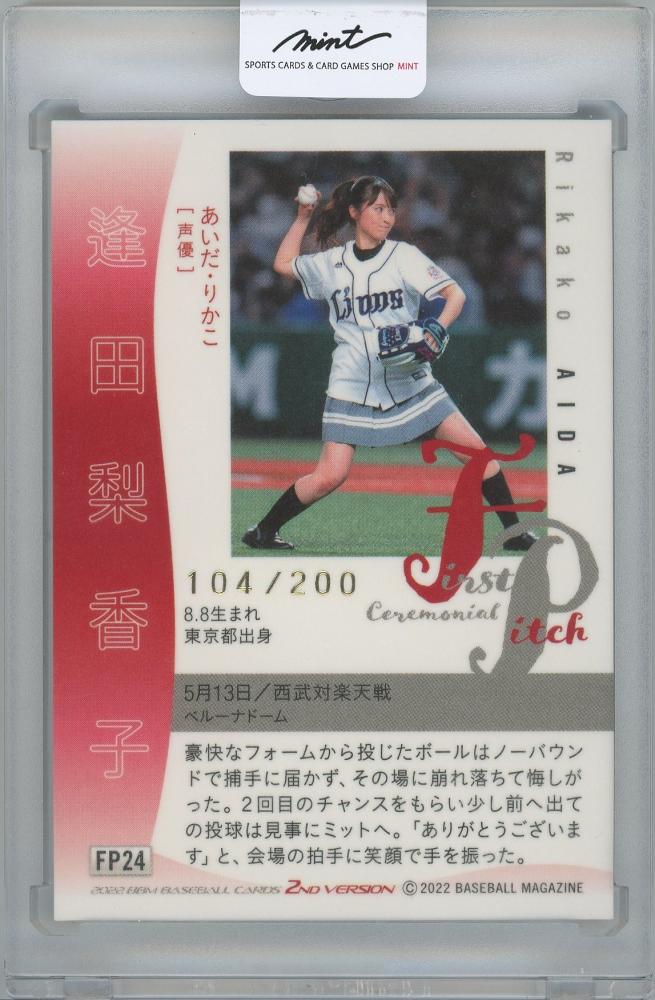 mint
SPORTS CARDS & CARD GAMES SHOP MINT
逢田梨香子
あいだ・りかこ
[声優]
Rikako AIDA
Lions
M
カ
First
Ceremonial
Pitch
104/200
8.8生まれ
東京都出身
5月13日/西武対楽天戦
ベルーナドーム
豪快なフォームから投じたボールはノーバウン
ドで捕手に届かず、その場に崩れ落ちて悔しが
った。2回目のチャンスをもらい少し前へ出て
の投球は見事にミットへ。「ありがとうございま
す」と、会場の拍手に笑顔で手を振った。
FP24
2022 BBM BASEBALL CARDS 2ND VERSION ©2022 BASEBALL MAGAZINE